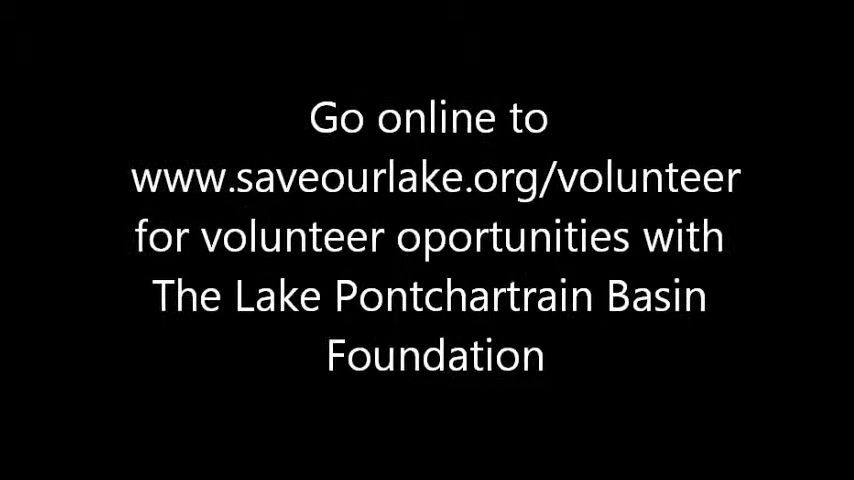 Go online to
www.saveourlake.org/volunteer
for volunteer oportunities with
The Lake Pontchartrain Basin
Foundation